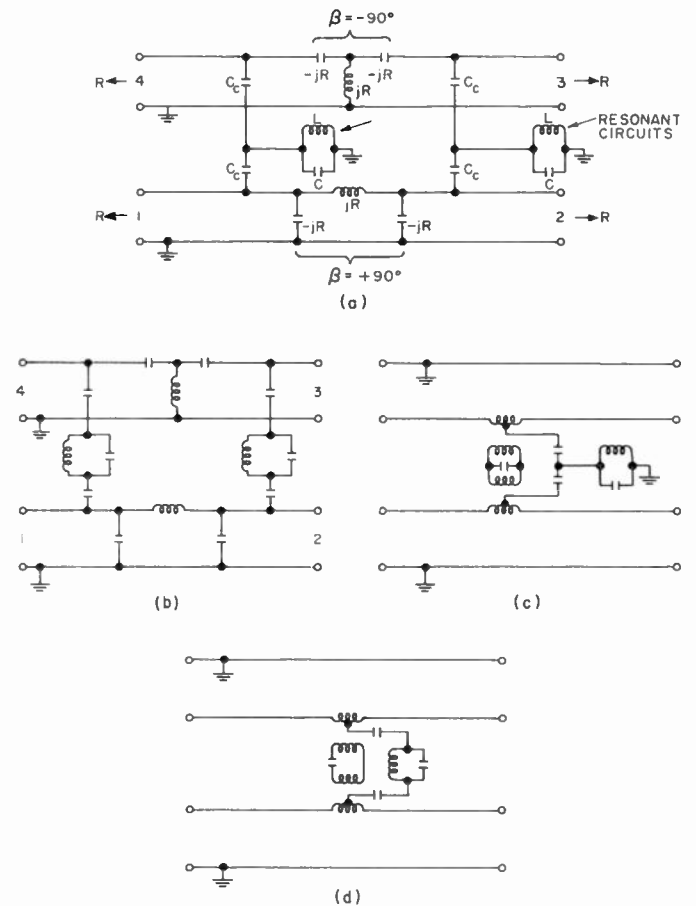 β = -90°
R 4
C_c
-jR
-jR
jR
C_c
3 R
L
L
RESONANT
CIRCUITS
C_c
C
C_c
C
R 1
jR
2 R
-jR
-jR
β = +90°
(a)
4
3
1
2
(b)
(c)
(d)